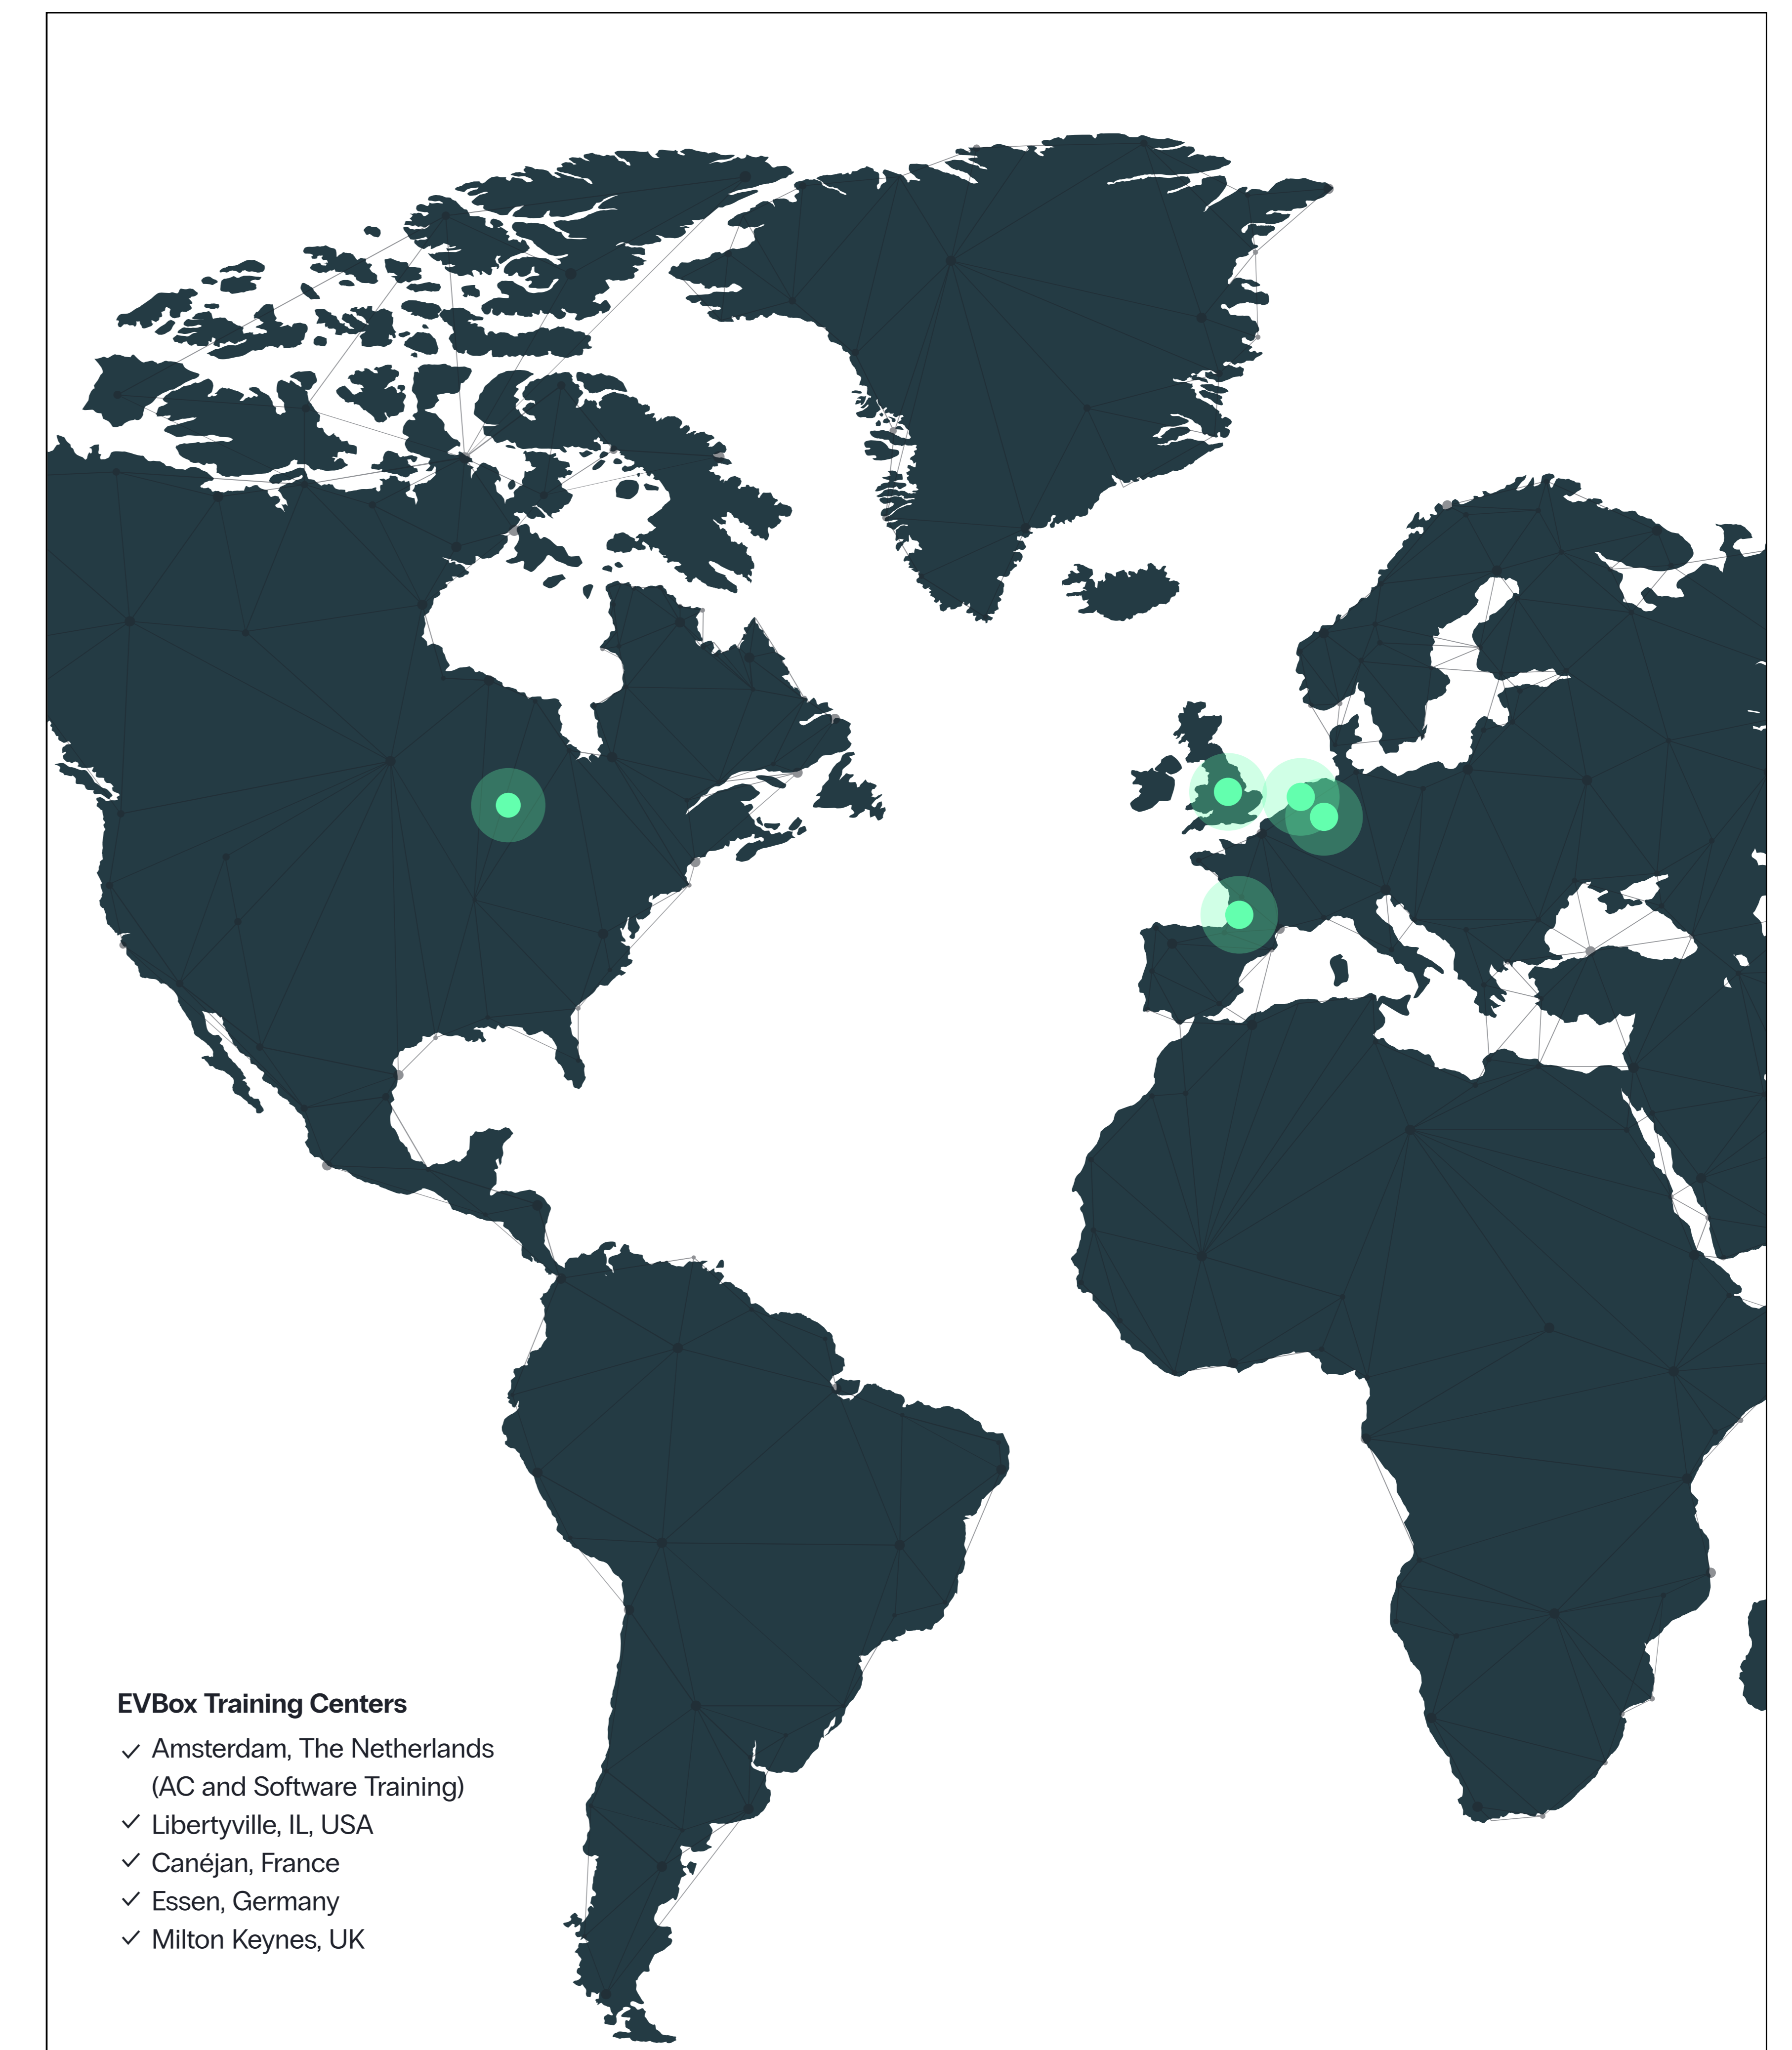 EVBox Training Centers
Amsterdam, The Netherlands
(AC and Software Training)
Libertyville, IL, USA
Canéjan, France
Essen, Germany
Milton Keynes, UK